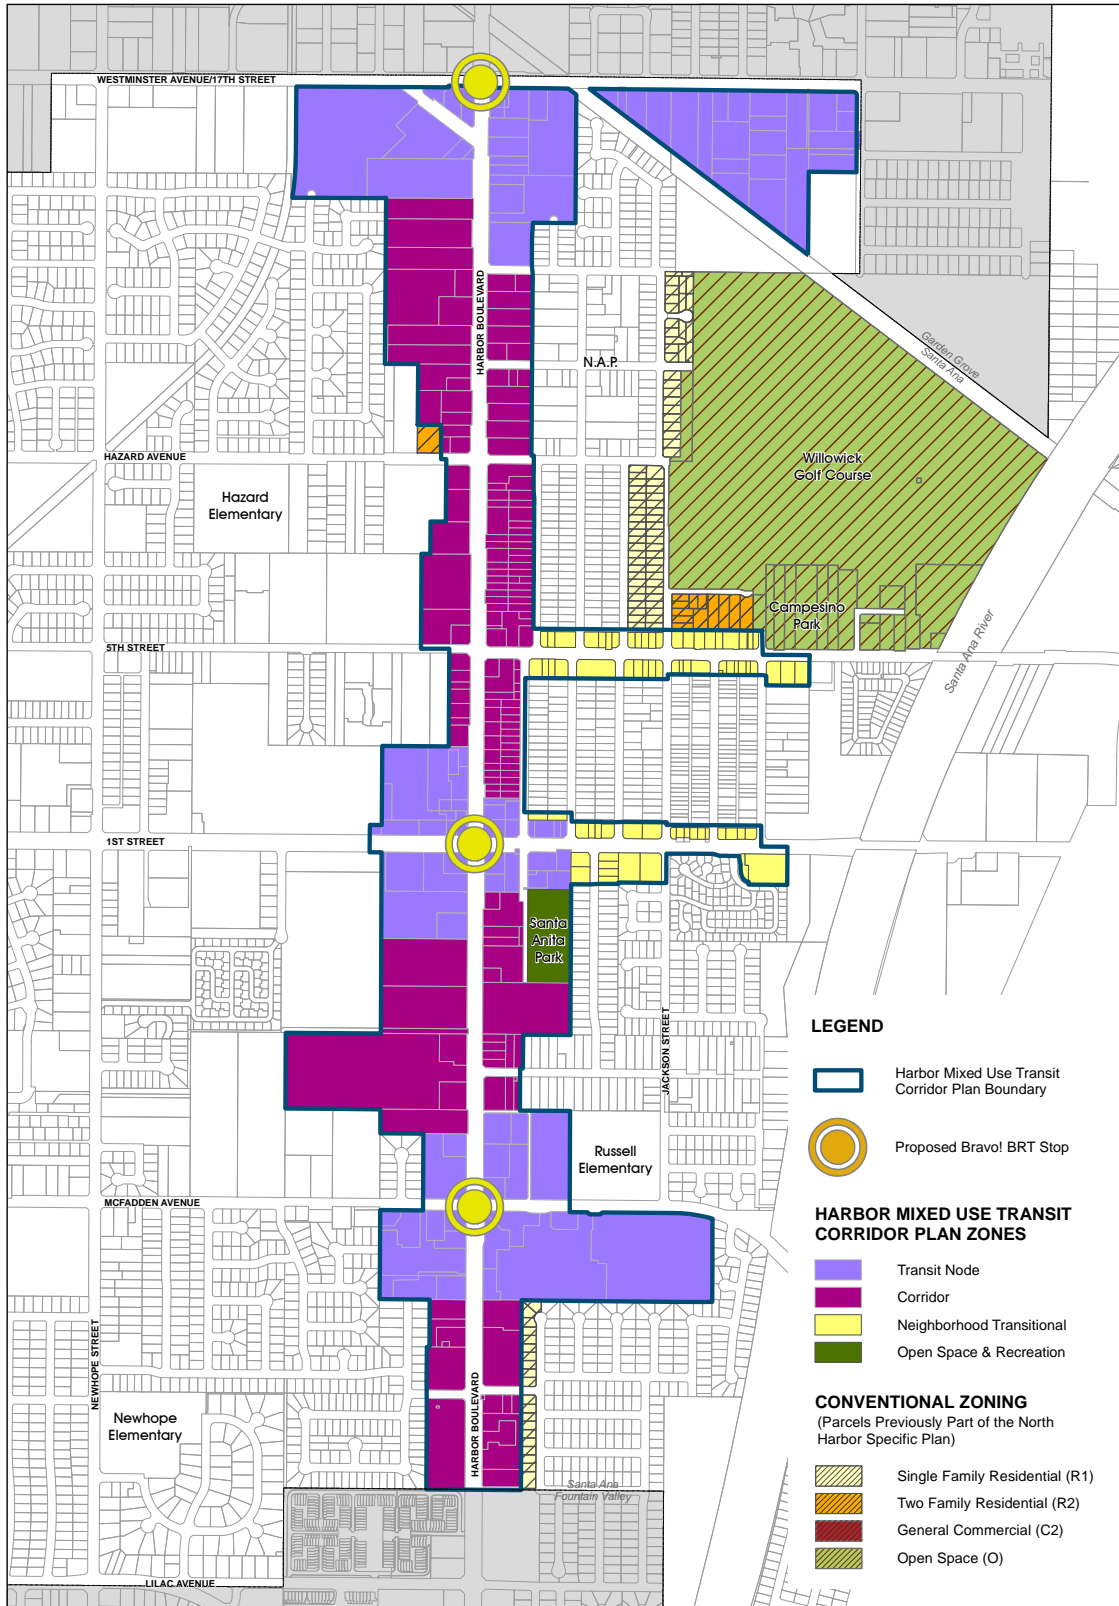 WESTMINSTER AVENUE/17TH STREET
HARBOR BOULEVARD
Garden Grove
Santa Ana
N.A.P.
HAZARD AVENUE
Willowick
Golf Course
Hazard
Elementary
Campesino
Park
5TH STREET
Santa Ana River
1ST STREET
Santa
Anita
Park
JACKSON STREET
Russell
Elementary
MCFADDEN AVENUE
NEWHOPE STREET
HARBOR BOULEVARD
Newhope
Elementary
Santa Ana
Fountain Valley
LILAC AVENUE
LEGEND
Harbor Mixed Use Transit
Corridor Plan Boundary
Proposed Bravo! BRT Stop
HARBOR MIXED USE TRANSIT
CORRIDOR PLAN ZONES
Transit Node
Corridor
Neighborhood Transitional
Open Space & Recreation
CONVENTIONAL ZONING
(Parcels Previously Part of the North
Harbor Specific Plan)
Single Family Residential (R1)
Two Family Residential (R2)
General Commercial (C2)
Open Space (O)